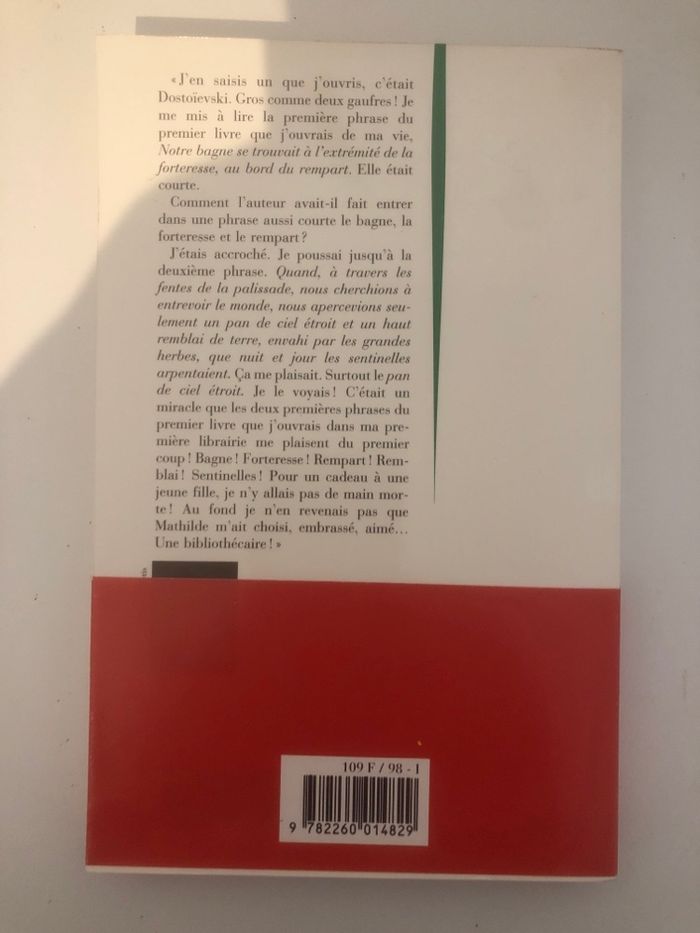 «J'en saisis un que j'ouvris, c'était
Dostoïevski. Gros comme deux gaufres! Je
me mis à lire la première phrase du
premier livre que j'ouvrais de ma vie,
Notre bagne se trouvait à l'extrémité de la
forteresse, au bord du rempart. Elle était
courte.
Comment l'auteur avait-il fait entrer
dans une phrase aussi courte le bagne, la
forteresse et le rempart?
J'étais accroché. Je poussai jusqu'à la
deuxième phrase. Quand, à travers les
fentes de la palissade, nous cherchions à
entrevoir le monde, nous apercevions seu-
lement un pan de ciel étroit et un haut
remblai de terre, envahi par les grandes
herbes, que nuit et jour les sentinelles
arpentaient. Ça me plaisait. Surtout le pan
de ciel étroit. Je le voyais! C'était un
miracle que les deux premières phrases du
premier livre que j'ouvrais dans ma pre-
mière librairie me plaisent du premier
coup! Bagne! Forteresse! Rempart! Rem-
blai! Sentinelles! Pour un cadeau à une
jeune fille, je n'y allais pas de main mor-
te! Au fond je n'en revenais pas que
Mathilde m'ait choisi, embrassé, aimé...
Une bibliothécaire!»
109 F / 98 - I
9 782260 014829